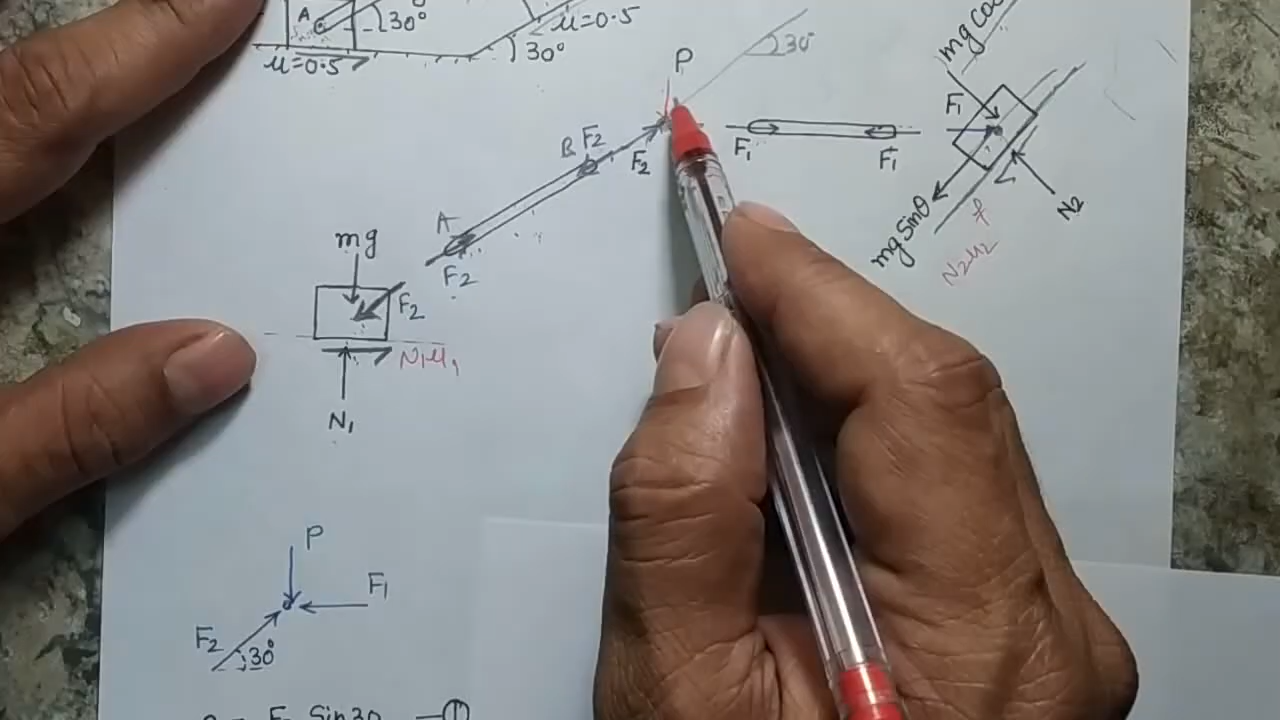 A
30°
μ=0.5
μ=0.5
30°
P
30°
mg cos
F₁
B F₂
F₂
F₁
F₁
A
F₂
mg sinθ
f
N₂μ₂
N₂
mg
F₂
N₁μ₁
N₁
P
F₁
F₂
30°
F₂ Sin30 —①